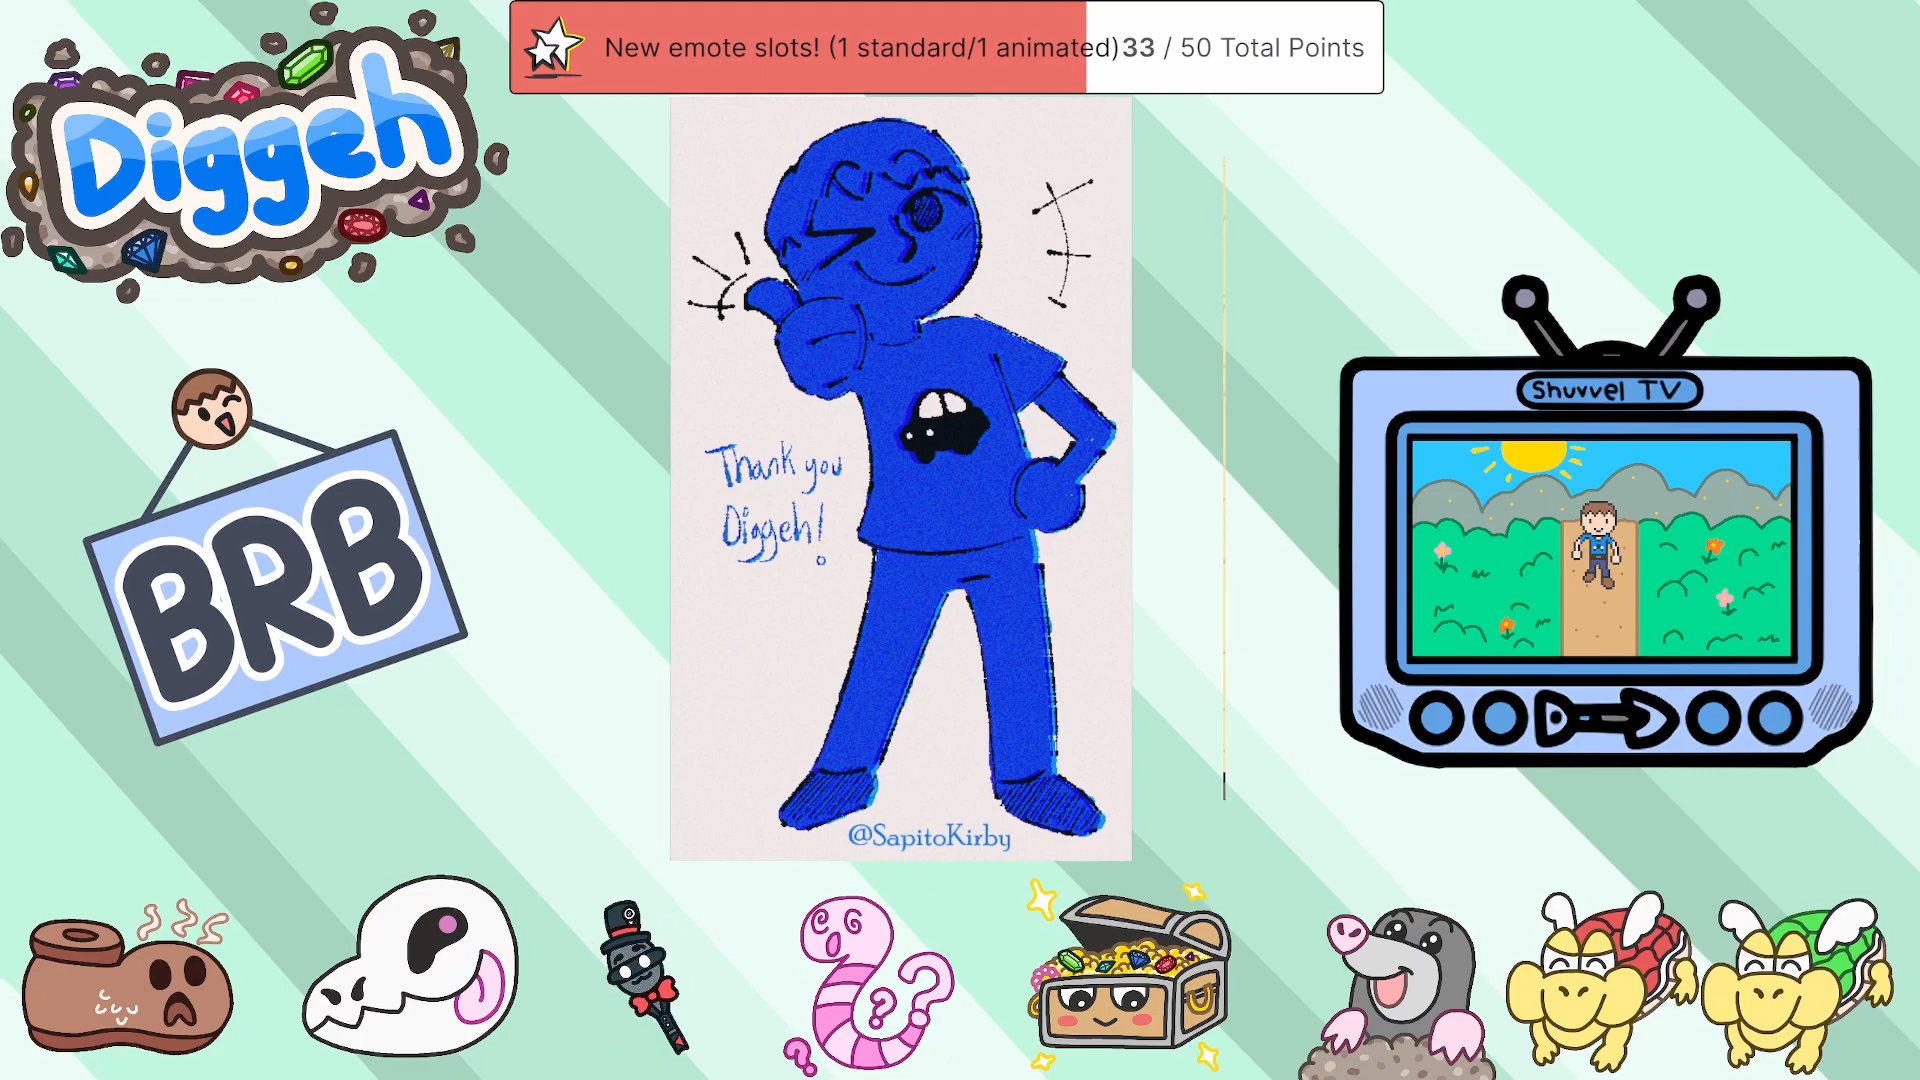 Diggeh
New emote slots! (1 standard/1 animated) 33 / 50 Total Points
BRB
Thank you
Diggeh!
@SapitoKirby
Shuvvel TV